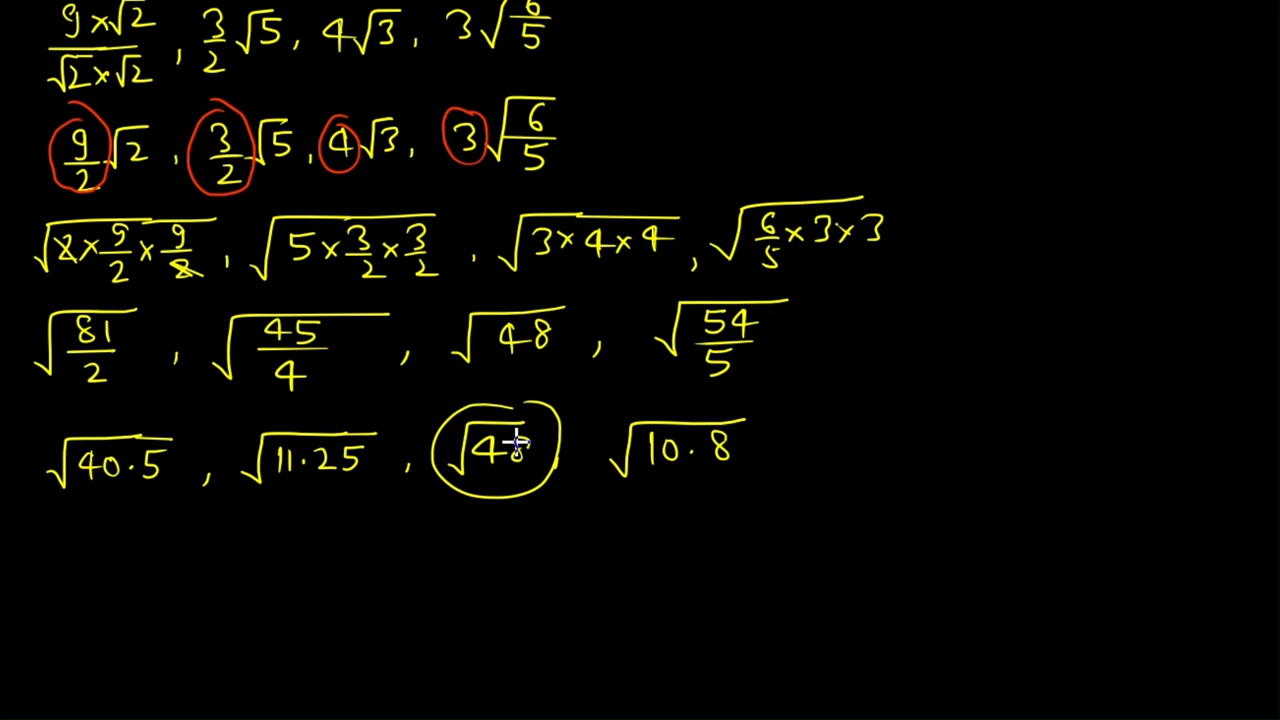 9×√2/√2×√2 , 3/2 √5 , 4√3 , 3√6/5
9/2 √2 , 3/2 √5 , 4√3 , 3√6/5
√2×9/2×9/2 , √5×3/2×3/2 , √3×4×4 , √6/5×3×3
√81/2 , √45/4 , √48 , √54/5
√40.5 , √11.25 , √48 √10.8